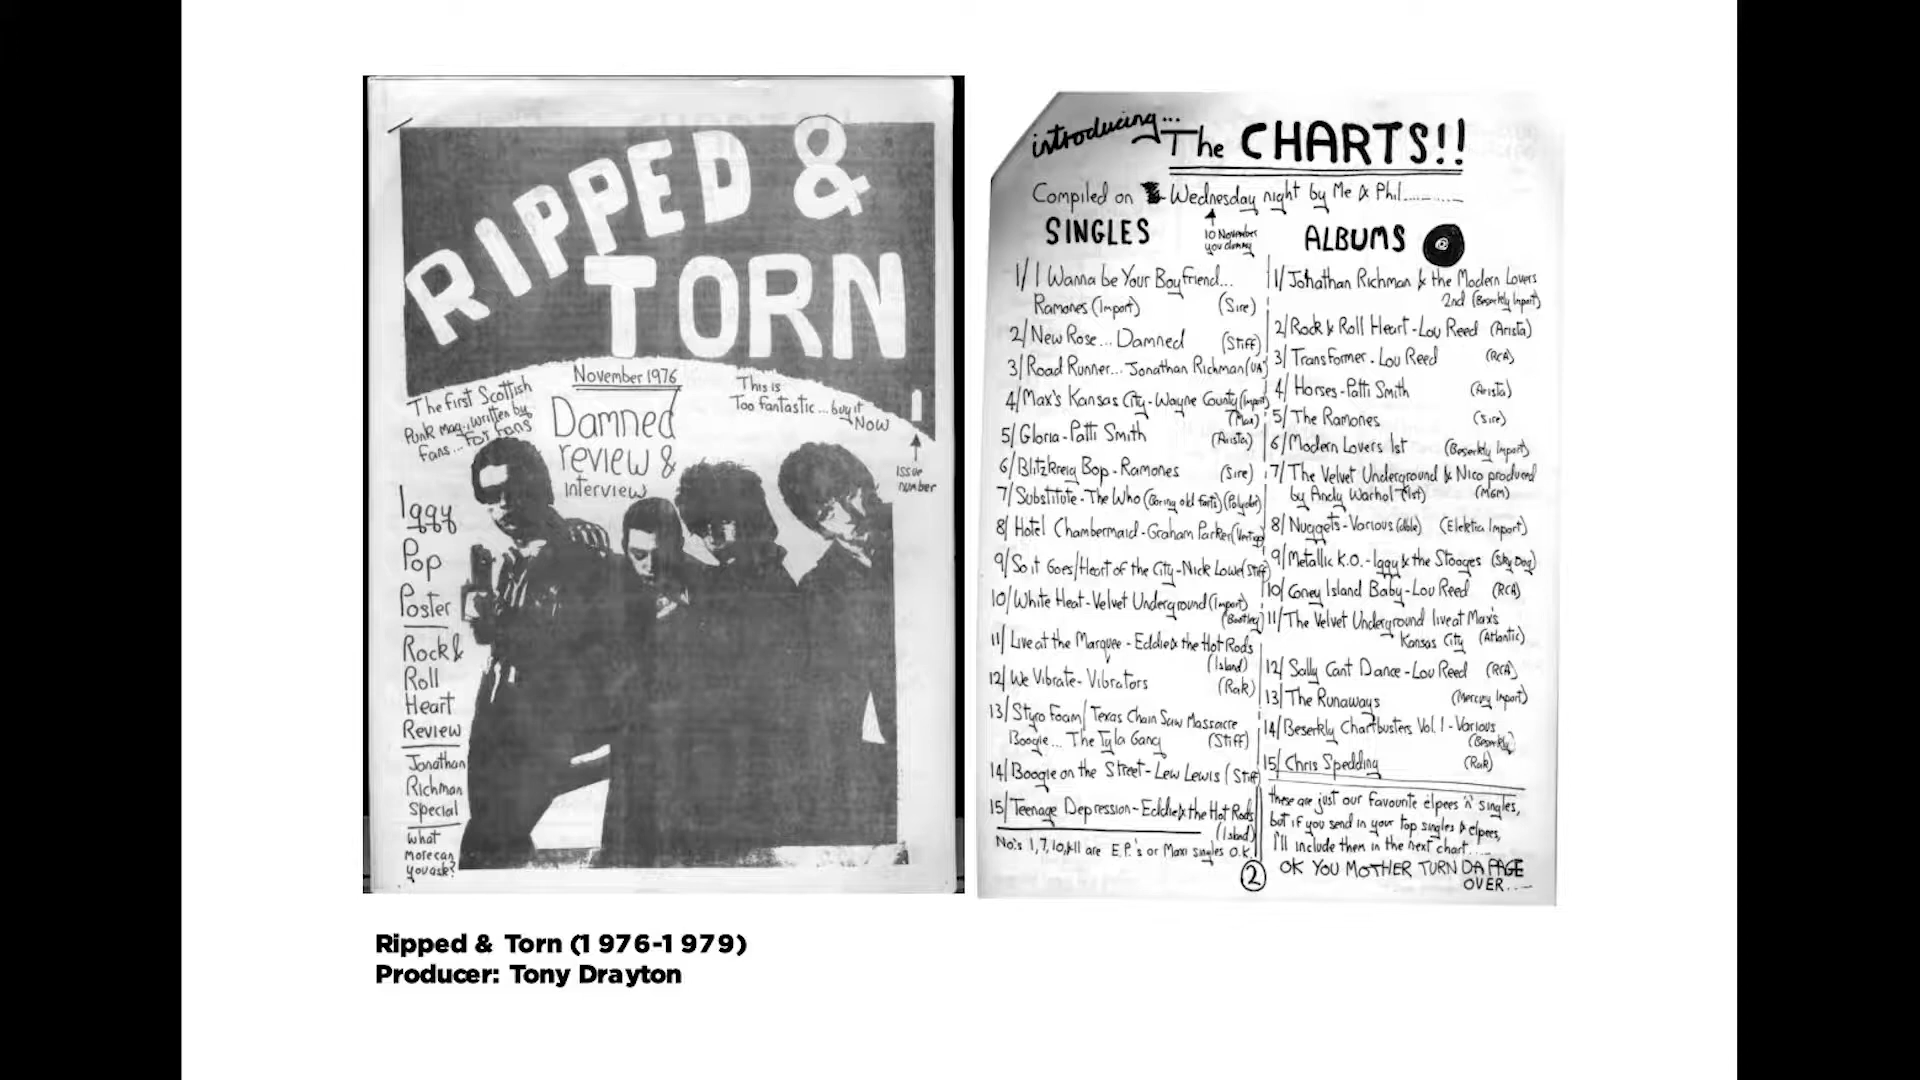 RIPPED &
TORN
November 1976
The first Scottish
Punk mag., written by
fans... for fans
This is
Too fantastic... buy it
Now
1
Issue
number
Damned
review &
Interview
Iggy
Pop
Poster
Rock &
Roll
Heart
Review
Jonathan
Richman
Special
What
more can
you ask?
introducing... The CHARTS!!
Compiled on Wednesday night by Me & Phil..........
10 November
you dummy
SINGLES
1/ I Wanna be Your Boyfriend...
Ramones (Import) (Sire)
2/ New Rose... Damned (Stiff)
3/ Road Runner... Jonathan Richman (UA)
4/ Max's Kansas City - Wayne County (Import)
(Max)
5/ Gloria - Patti Smith (Arista)
6/ Blitzkreig Bop - Ramones (Sire)
7/ Substitute - The Who (Boring old farts) (Polydor)
8/ Hotel Chambermaid - Graham Parker (Vertigo)
9/ So it Goes/Heart of the City - Nick Lowe (Stiff)
10/ White Heat - Velvet Underground (Import)
(Bootleg)
11/ Live at the Marquee - Eddie & the Hot Rods
(Island)
12/ We Vibrate - Vibrators (Rak)
13/ Styro Foam/ Texas Chain Saw Massacre
Boogie... The Tyla Gang (Stiff)
14/ Boogie on the Street - Lew Lewis (Stiff
15/ Teenage Depression - Eddie & the Hot Rods
(Island)
No.'s 1,7,10,&11 are E.P.'s or Maxi singles O.K.
ALBUMS
1/ Johathan Richman & the Modern Lovers
2nd (Beserkly Import)
2/ Rock & Roll Heart - Lou Reed (Arista)
3/ Transformer - Lou Reed (RCA)
4/ Horses - Patti Smith (Arista)
5/ The Ramones (Sire)
6/ Modern Lovers 1st (Beserkly Import)
7/ The Velvet Underground & Nico produced
by Andy Warhol (1st) (MGM)
8/ Nuggets - Various (dble) (Elektra Import)
9/ Metallic K.O. - Iggy & the Stooges (Sky Dog)
10/ Coney Island Baby - Lou Reed (RCA)
11/ The Velvet Underground live at Max's
Kansas City (Atlantic)
12/ Sally Cant Dance - Lou Reed (RCA)
13/ The Runaways (Mercury Import)
14/ Beserkly Chartbusters Vol. 1 - Various
(Beserkly)
15/ Chris Spedding (Rak)
these are just our favourite elpees 'n' singles,
but if you send in your top singles & elpees,
I'll include them in the next chart....
OK YOU MOTHER TURN DA PAGE
OVER....
2
Ripped & Torn (1976-1979)
Producer: Tony Drayton